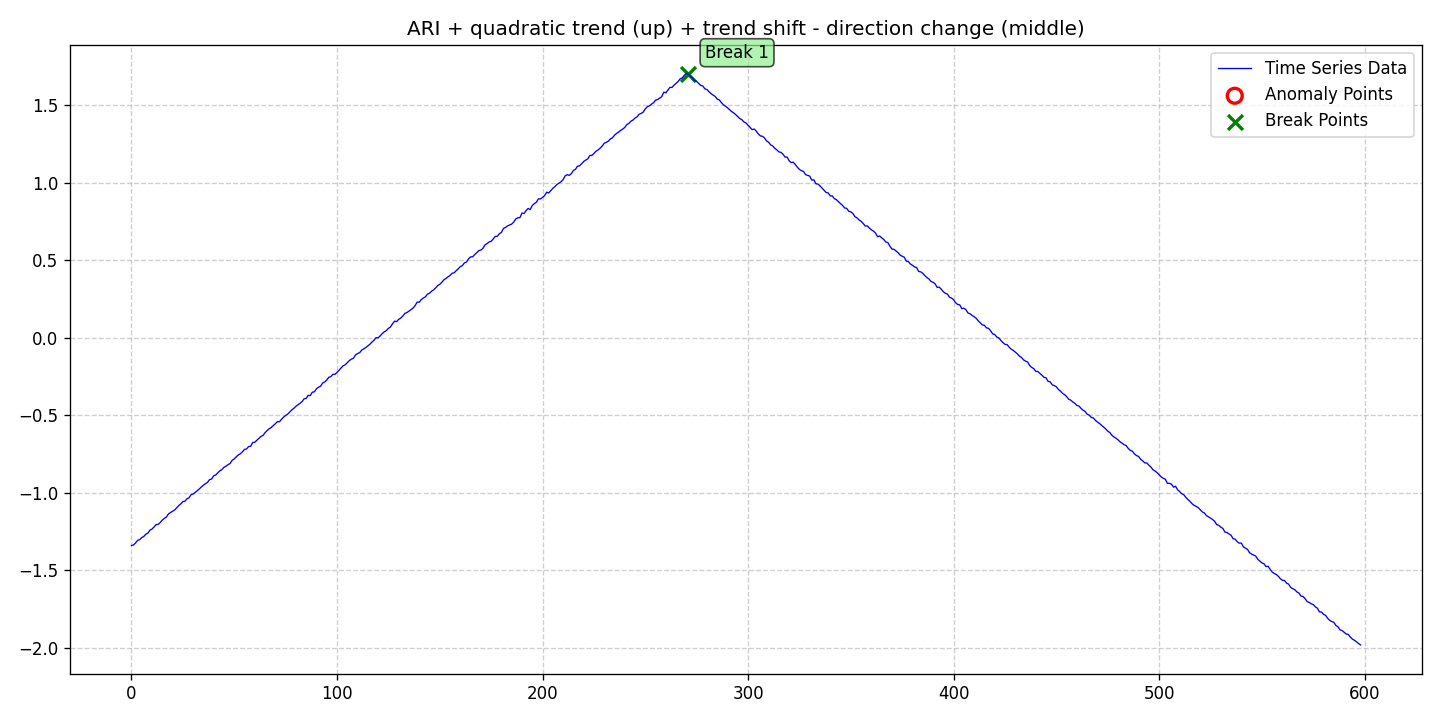 ARI + quadratic trend (up) + trend shift - direction change (middle)
Break 1
Time Series Data
Anomaly Points
Break Points
1.5
1.0
0.5
0.0
−0.5
−1.0
−1.5
−2.0
0 100 200 300 400 500 600